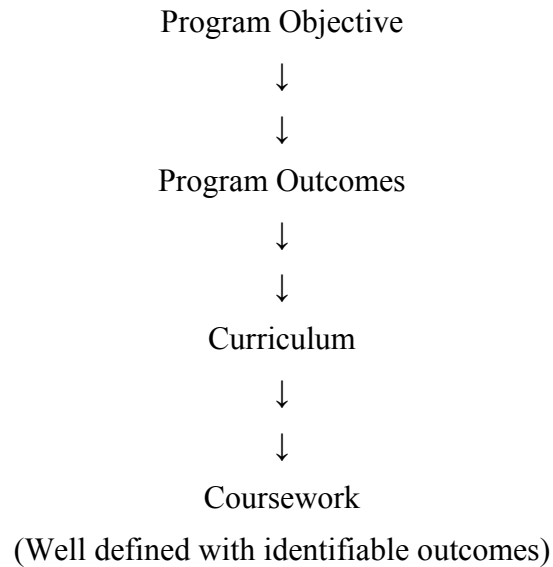 Program Objective
↓
↓
Program Outcomes
↓
↓
Curriculum
↓
↓
Coursework
(Well defined with identifiable outcomes)